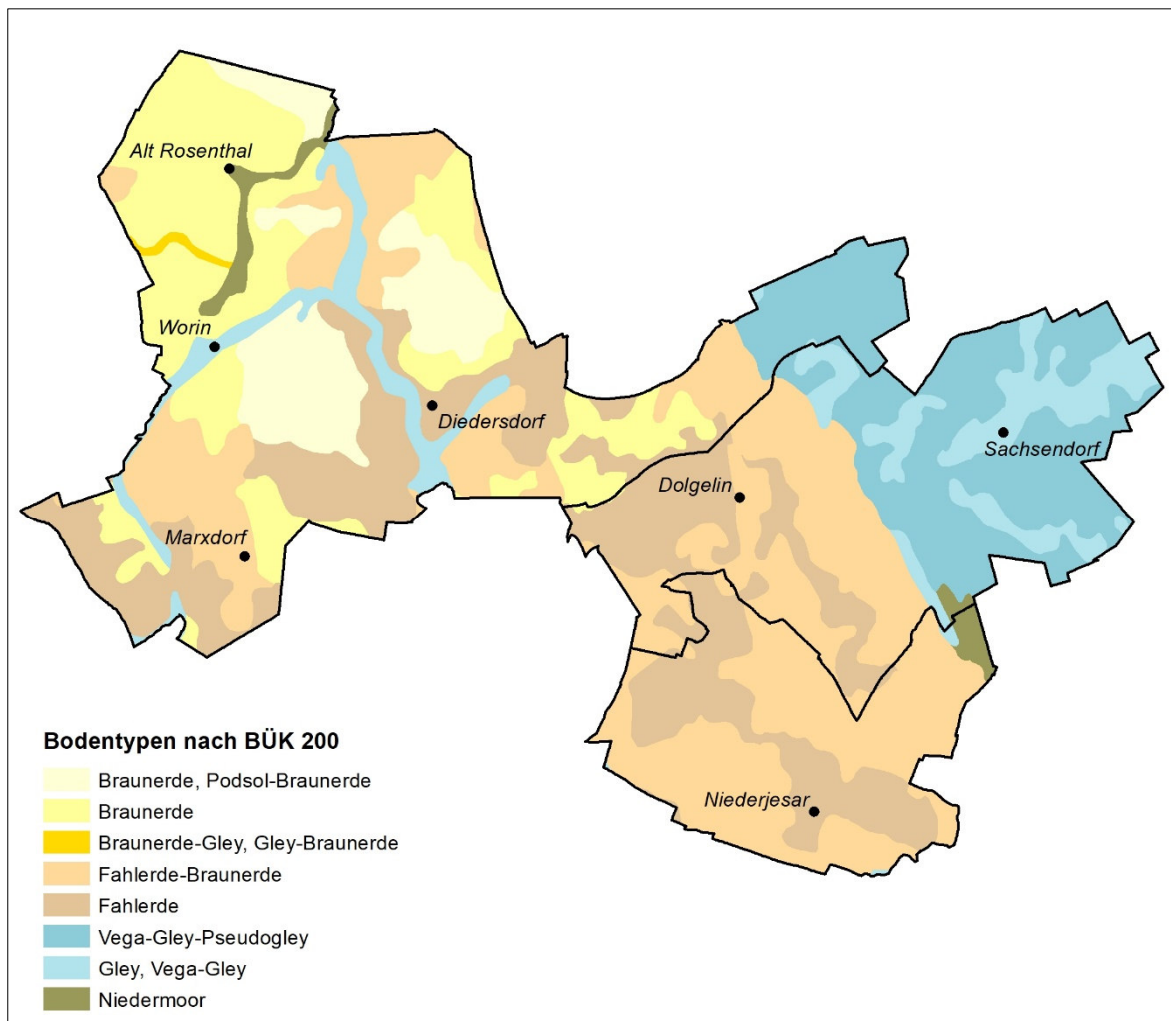 Alt Rosenthal
Worin
Diedersdorf
Sachsendorf
Dolgelin
Marxdorf
Niederjesar
Bodentypen nach BÜK 200
Braunerde, Podsol-Braunerde
Braunerde
Braunerde-Gley, Gley-Braunerde
Fahlerde-Braunerde
Fahlerde
Vega-Gley-Pseudogley
Gley, Vega-Gley
Niedermoor